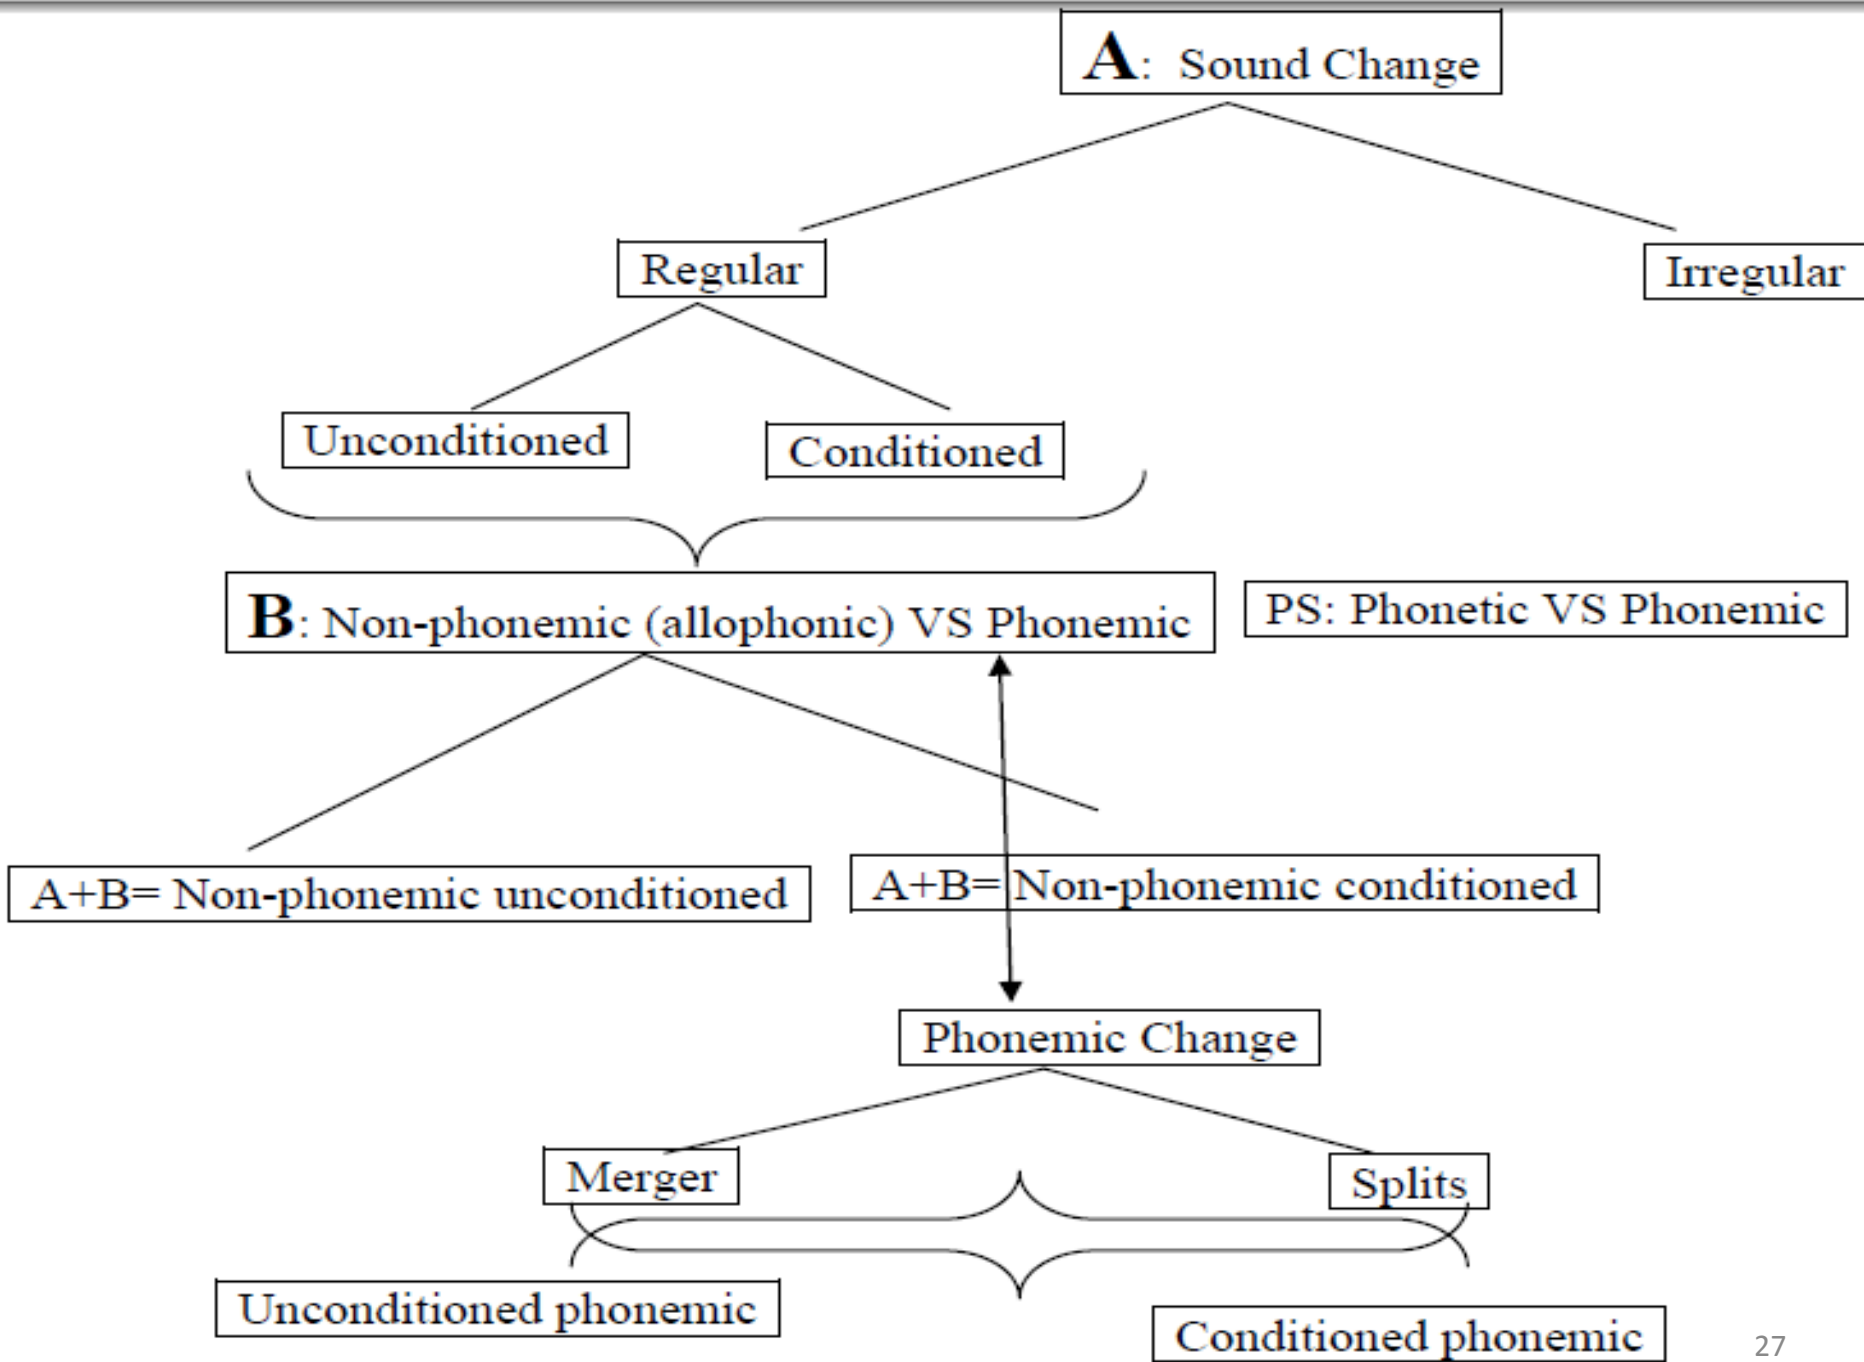 A: Sound Change
Regular
Irregular
Unconditioned
Conditioned
B: Non-phonemic (allophonic) VS Phonemic
PS: Phonetic VS Phonemic
A+B= Non-phonemic unconditioned
A+B= Non-phonemic conditioned
Phonemic Change
Merger
Splits
Unconditioned phonemic
Conditioned phonemic
27